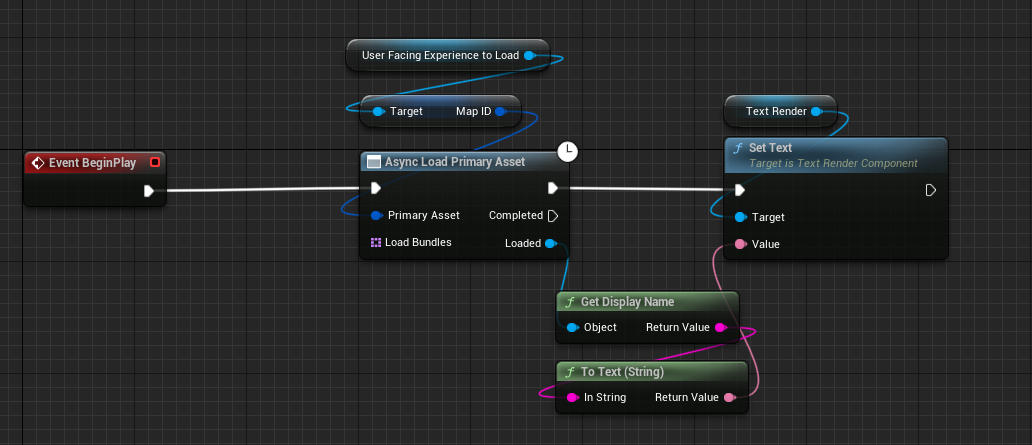 User Facing Experience to Load
Target Map ID
Text Render
Event BeginPlay
Async Load Primary Asset
Primary Asset Completed
Load Bundles Loaded
f Set Text
Target is Text Render Component
Target
Value
f Get Display Name
Object Return Value
f To Text (String)
In String Return Value